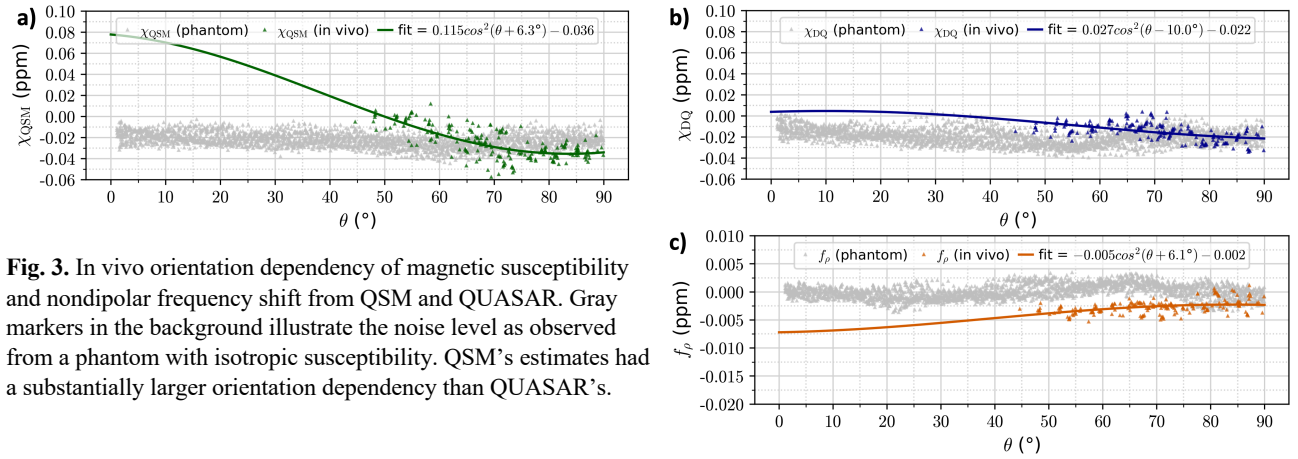 a)
0.10
0.08
0.06
0.04
0.02
0.00
-0.02
-0.04
-0.06
χQSM (ppm)
χQSM (phantom) χQSM (in vivo) fit = 0.115cos²(θ + 6.3°) − 0.036
0 10 20 30 40 50 60 70 80 90
θ (°)
b)
0.10
0.08
0.06
0.04
0.02
0.00
-0.02
-0.04
-0.06
χDQ (ppm)
χDQ (phantom) χDQ (in vivo) fit = 0.027cos²(θ − 10.0°) − 0.022
0 10 20 30 40 50 60 70 80 90
θ (°)
c)
0.010
0.005
0.000
-0.005
-0.010
-0.015
-0.020
fρ (ppm)
fρ (phantom) fρ (in vivo) fit = −0.005cos²(θ + 6.1°) − 0.002
0 10 20 30 40 50 60 70 80 90
θ (°)
Fig. 3. In vivo orientation dependency of magnetic susceptibility
and nondipolar frequency shift from QSM and QUASAR. Gray
markers in the background illustrate the noise level as observed
from a phantom with isotropic susceptibility. QSM's estimates had
a substantially larger orientation dependency than QUASAR's.